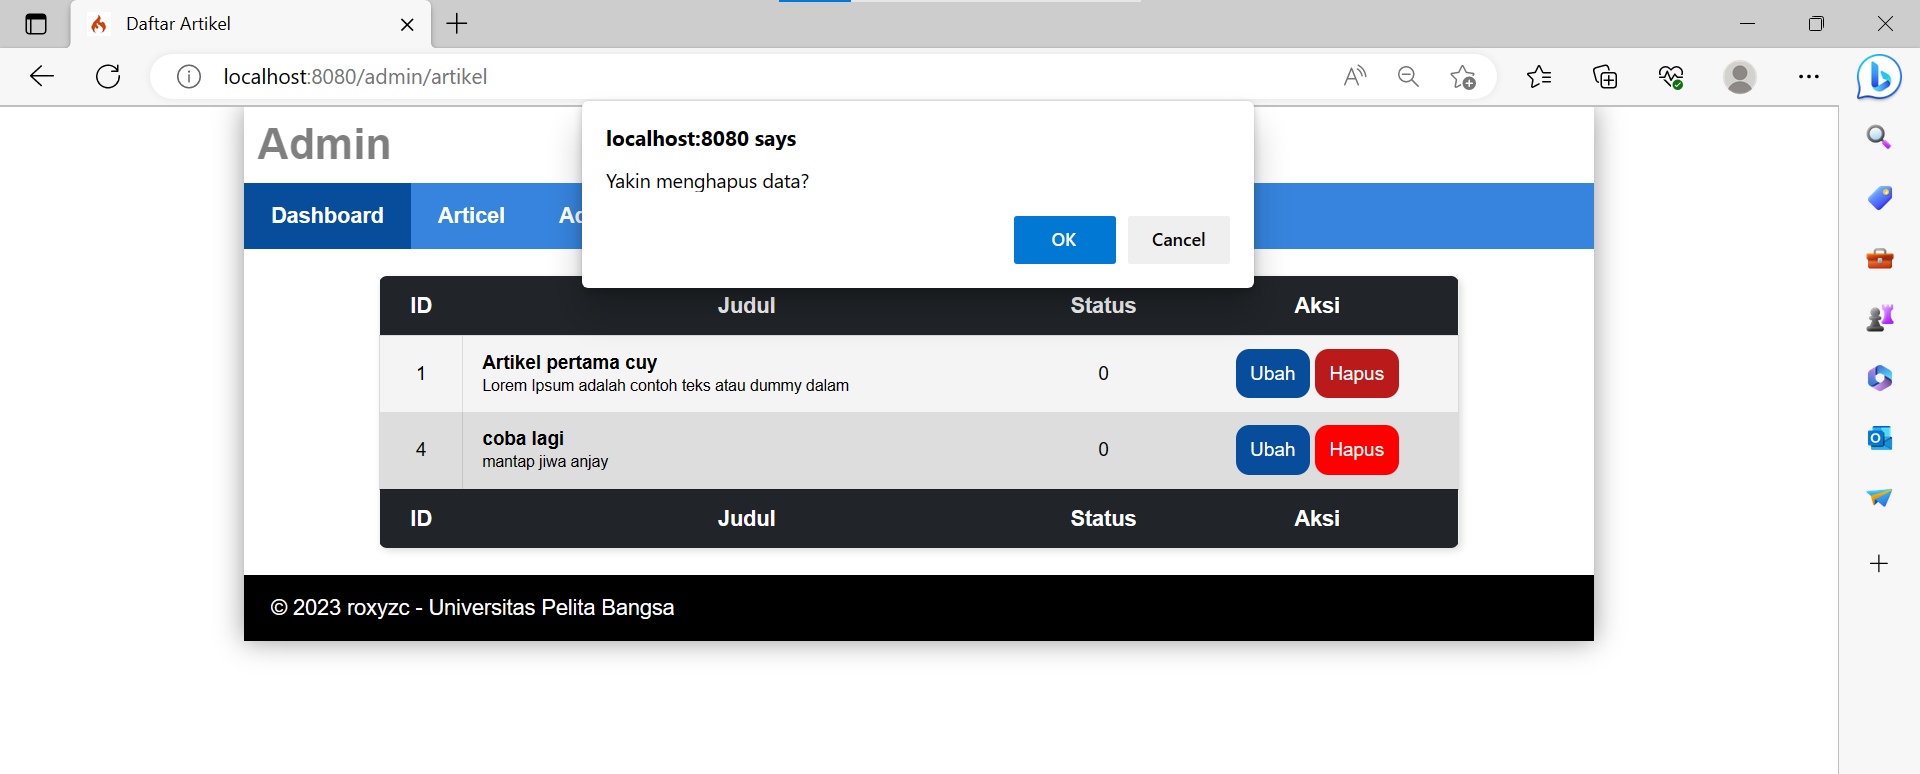 Daftar Artikel
localhost:8080/admin/artikel
localhost:8080 says
Yakin menghapus data?
OK Cancel
Admin
Dashboard Articel
ID Judul Status Aksi
1 Artikel pertama cuy 0 Ubah Hapus
Lorem Ipsum adalah contoh teks atau dummy dalam
4 coba lagi 0 Ubah Hapus
mantap jiwa anjay
ID Judul Status Aksi
© 2023 roxyzc - Universitas Pelita Bangsa